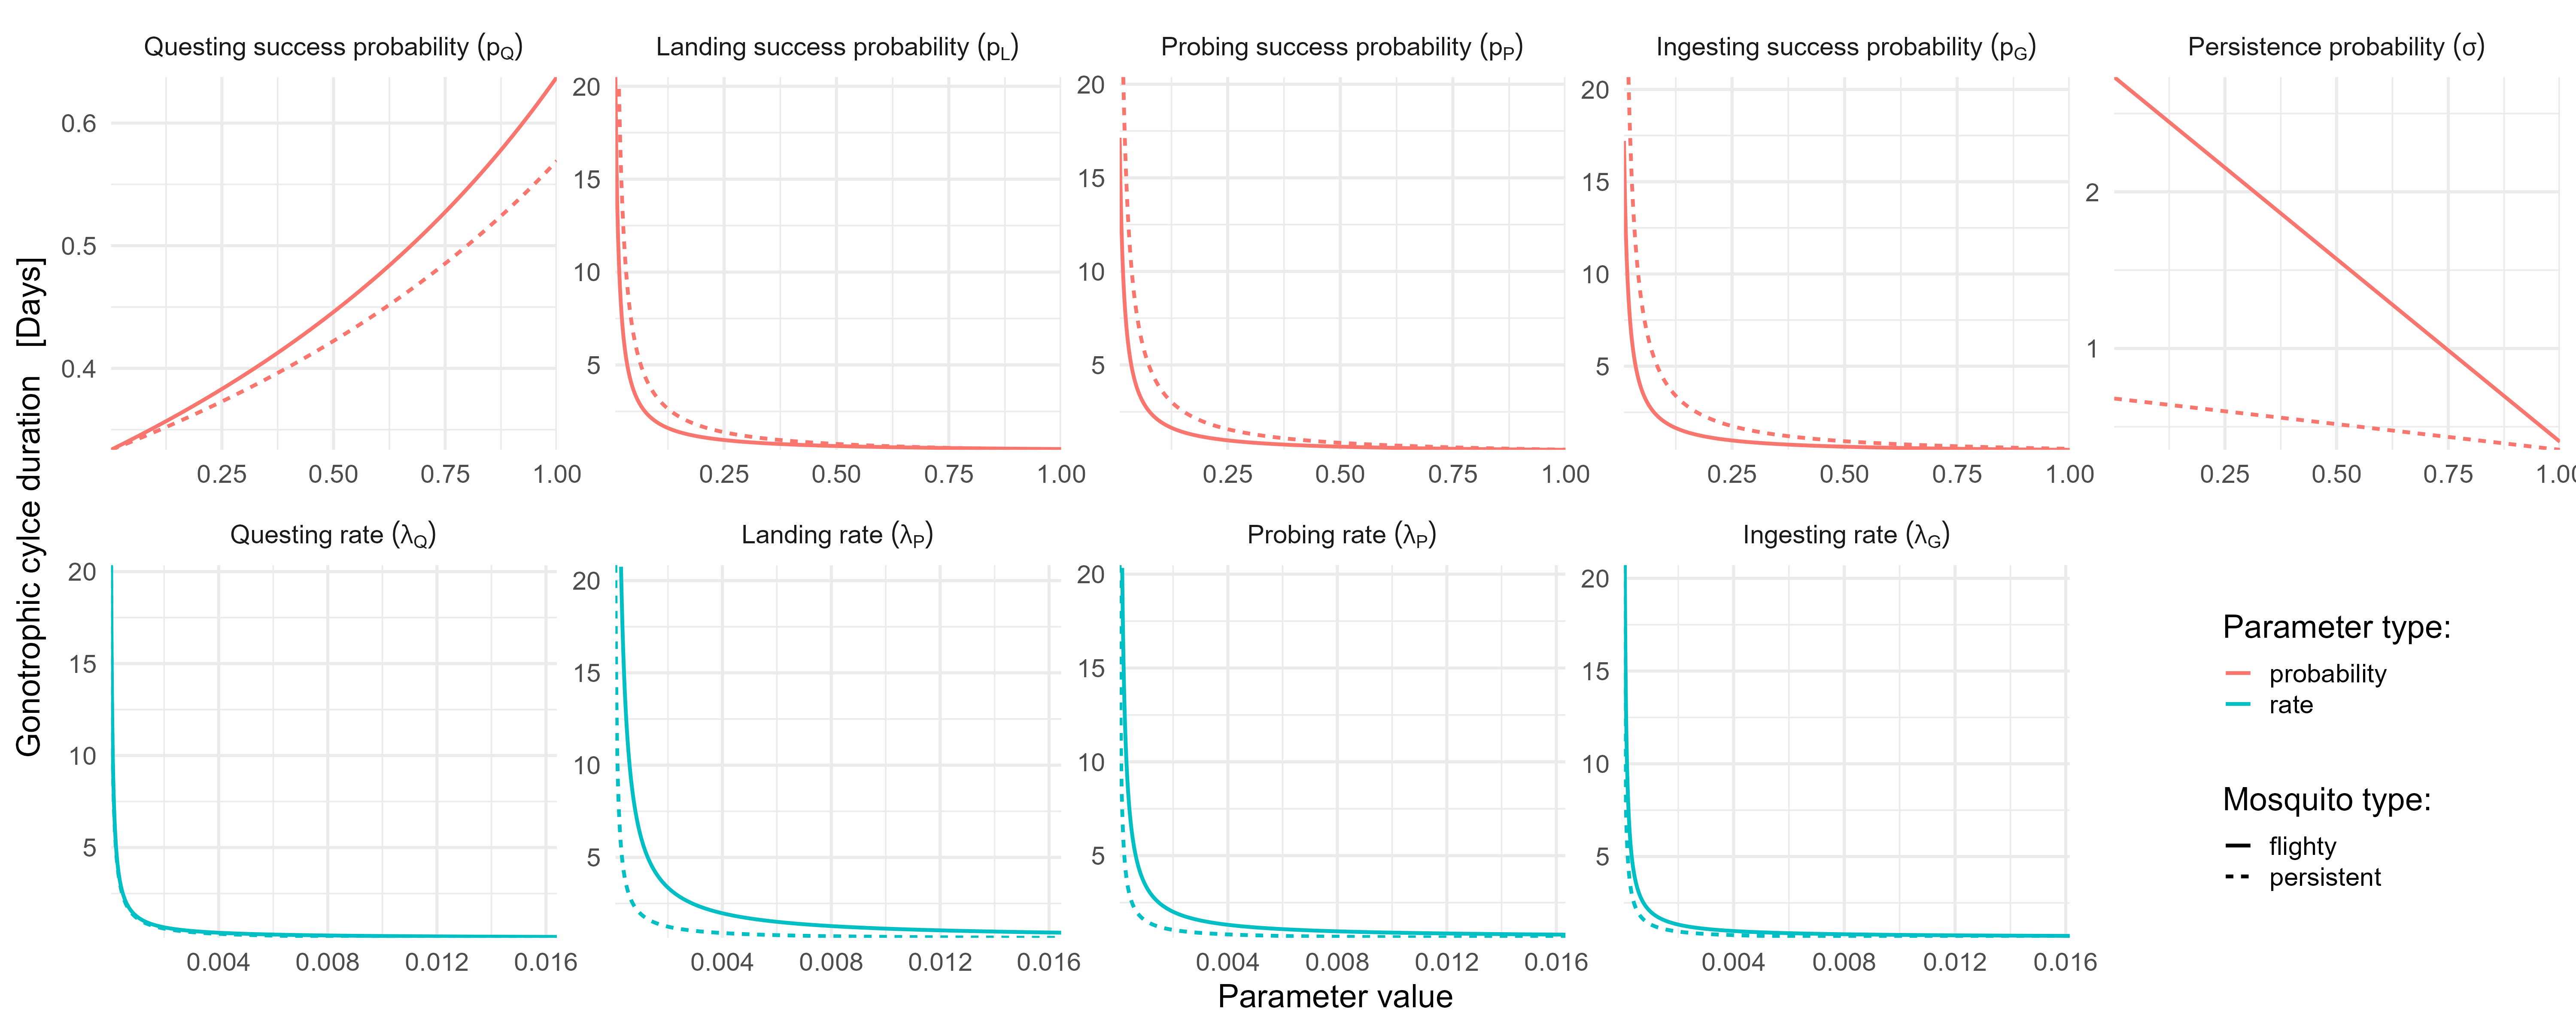 Questing success probability (pQ)
Landing success probability (pL)
Probing success probability (pP)
Ingesting success probability (pG)
Persistence probability (σ)
0.6
0.5
0.4
0.25 0.50 0.75 1.00
20
15
10
5
0.25 0.50 0.75 1.00
20
15
10
5
0.25 0.50 0.75 1.00
20
15
10
5
0.25 0.50 0.75 1.00
2
1
0.25 0.50 0.75 1.00
Gonotrophic cylce duration [Days]
Questing rate (λQ)
Landing rate (λP)
Probing rate (λP)
Ingesting rate (λG)
20
15
10
5
0.004 0.008 0.012 0.016
20
15
10
5
0.004 0.008 0.012 0.016
20
15
10
5
0.004 0.008 0.012 0.016
20
15
10
5
0.004 0.008 0.012 0.016
Parameter value
Parameter type:
probability
rate
Mosquito type:
flighty
persistent